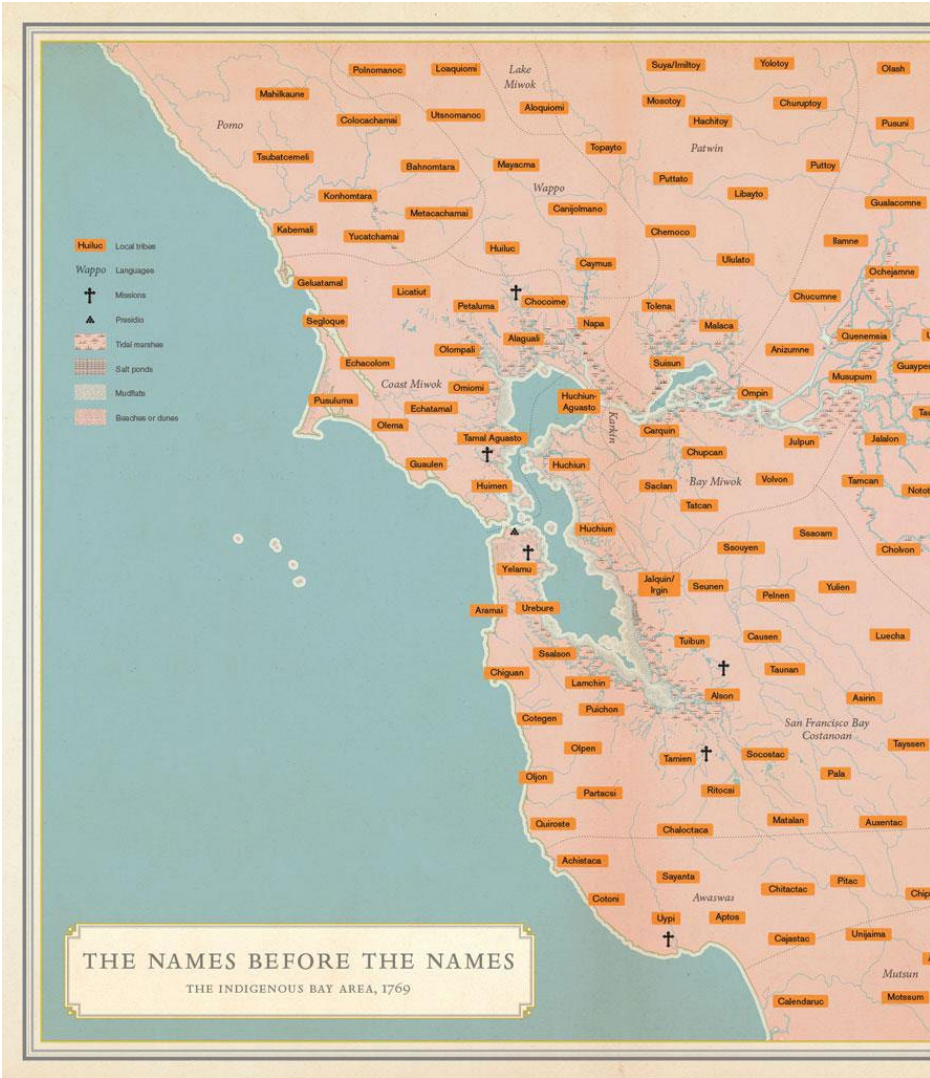 Polnomanoc
Loaquiomi
Lake
Miwok
Suya/Imiltoy
Yolotoy
Olash
Mahilkaune
Colocachamai
Utsnomanoc
Aloquiomi
Mosotoy
Churuptoy
Hachitoy
Pusuni
Pomo
Tsubatcemeli
Bahnomtara
Mayacma
Topayto
Patwin
Puttoy
Puttato
Libayto
Konhomtara
Wappo
Canijolmano
Gualacomne
Metacachamai
Kabemali
Yucatchamai
Chemoco
Ilamne
Huiluc
Caymus
Ululato
Ochejamne
Huiluc Local tribes
Wappo Languages
Missions
Presidio
Tidal marshes
Salt ponds
Mudflats
Beaches or dunes
Geluatamal
Licatiut
Petaluma
Chocoime
Tolena
Chucumne
Segloque
Napa
Malaca
Alaguali
Quenemsia
Olompali
Anizumne
Echacolom
Suisun
Guaypem
Musupum
Coast Miwok
Omiomi
Ompin
Huchiun-
Aguasto
Pusuluma
Echatamal
Karkin
Olema
Carquin
Julpun
Jalalon
Tamal Aguasto
Chupcan
Guaulen
Huchiun
Bay Miwok
Volvon
Tamcan
Huimen
Saclan
Tatcan
Notot
Huchiun
Ssaoam
Ssouyen
Cholvon
Yelamu
Jalquin/
Irgin
Seunen
Pelnen
Yulien
Aramai
Urebure
Tuibun
Causen
Luecha
Ssalson
Taunan
Chiguan
Lamchin
Alson
Asirin
Puichon
Cotegen
San Francisco Bay
Costanoan
Olpen
Tamien
Socostac
Tayssen
Oljon
Pala
Partacsi
Ritocsi
Quiroste
Chaloctaca
Matalan
Auxentac
Achistaca
Sayanta
Chitactac
Pitac
Chip
Cotoni
Awaswas
Uypi
Aptos
Cajastac
Unijaima
Mutsun
Calendaruc
Motssum
THE NAMES BEFORE THE NAMES
THE INDIGENOUS BAY AREA, 1769